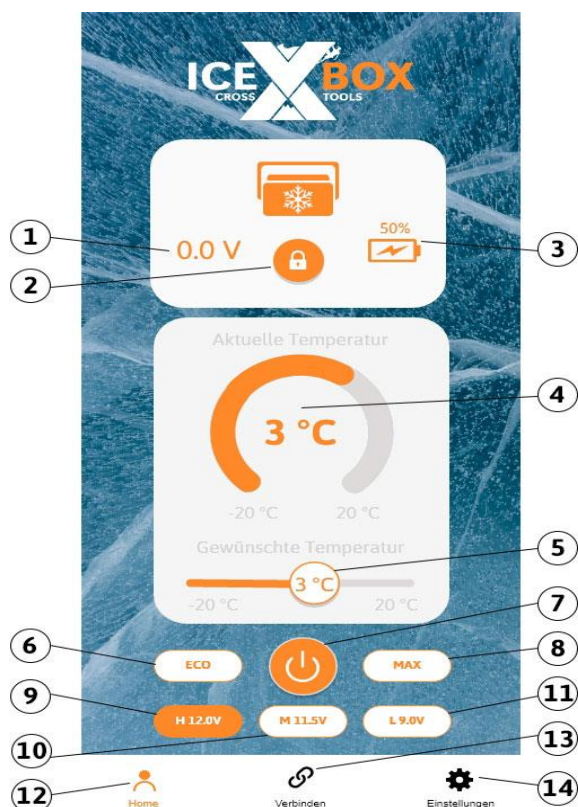 ICE BOX
CROSS TOOLS
50%
1
0.0 V
3
2
Aktuelle Temperatur
4
3 °C
-20 °C 20 °C
Gewünschte Temperatur
5
3 °C
-20 °C 20 °C
7
6
ECO
MAX
8
9
H 12.0V
M 11.5V
L 9.0V
11
10
13
12
Home
Verbinden
Einstellungen
14